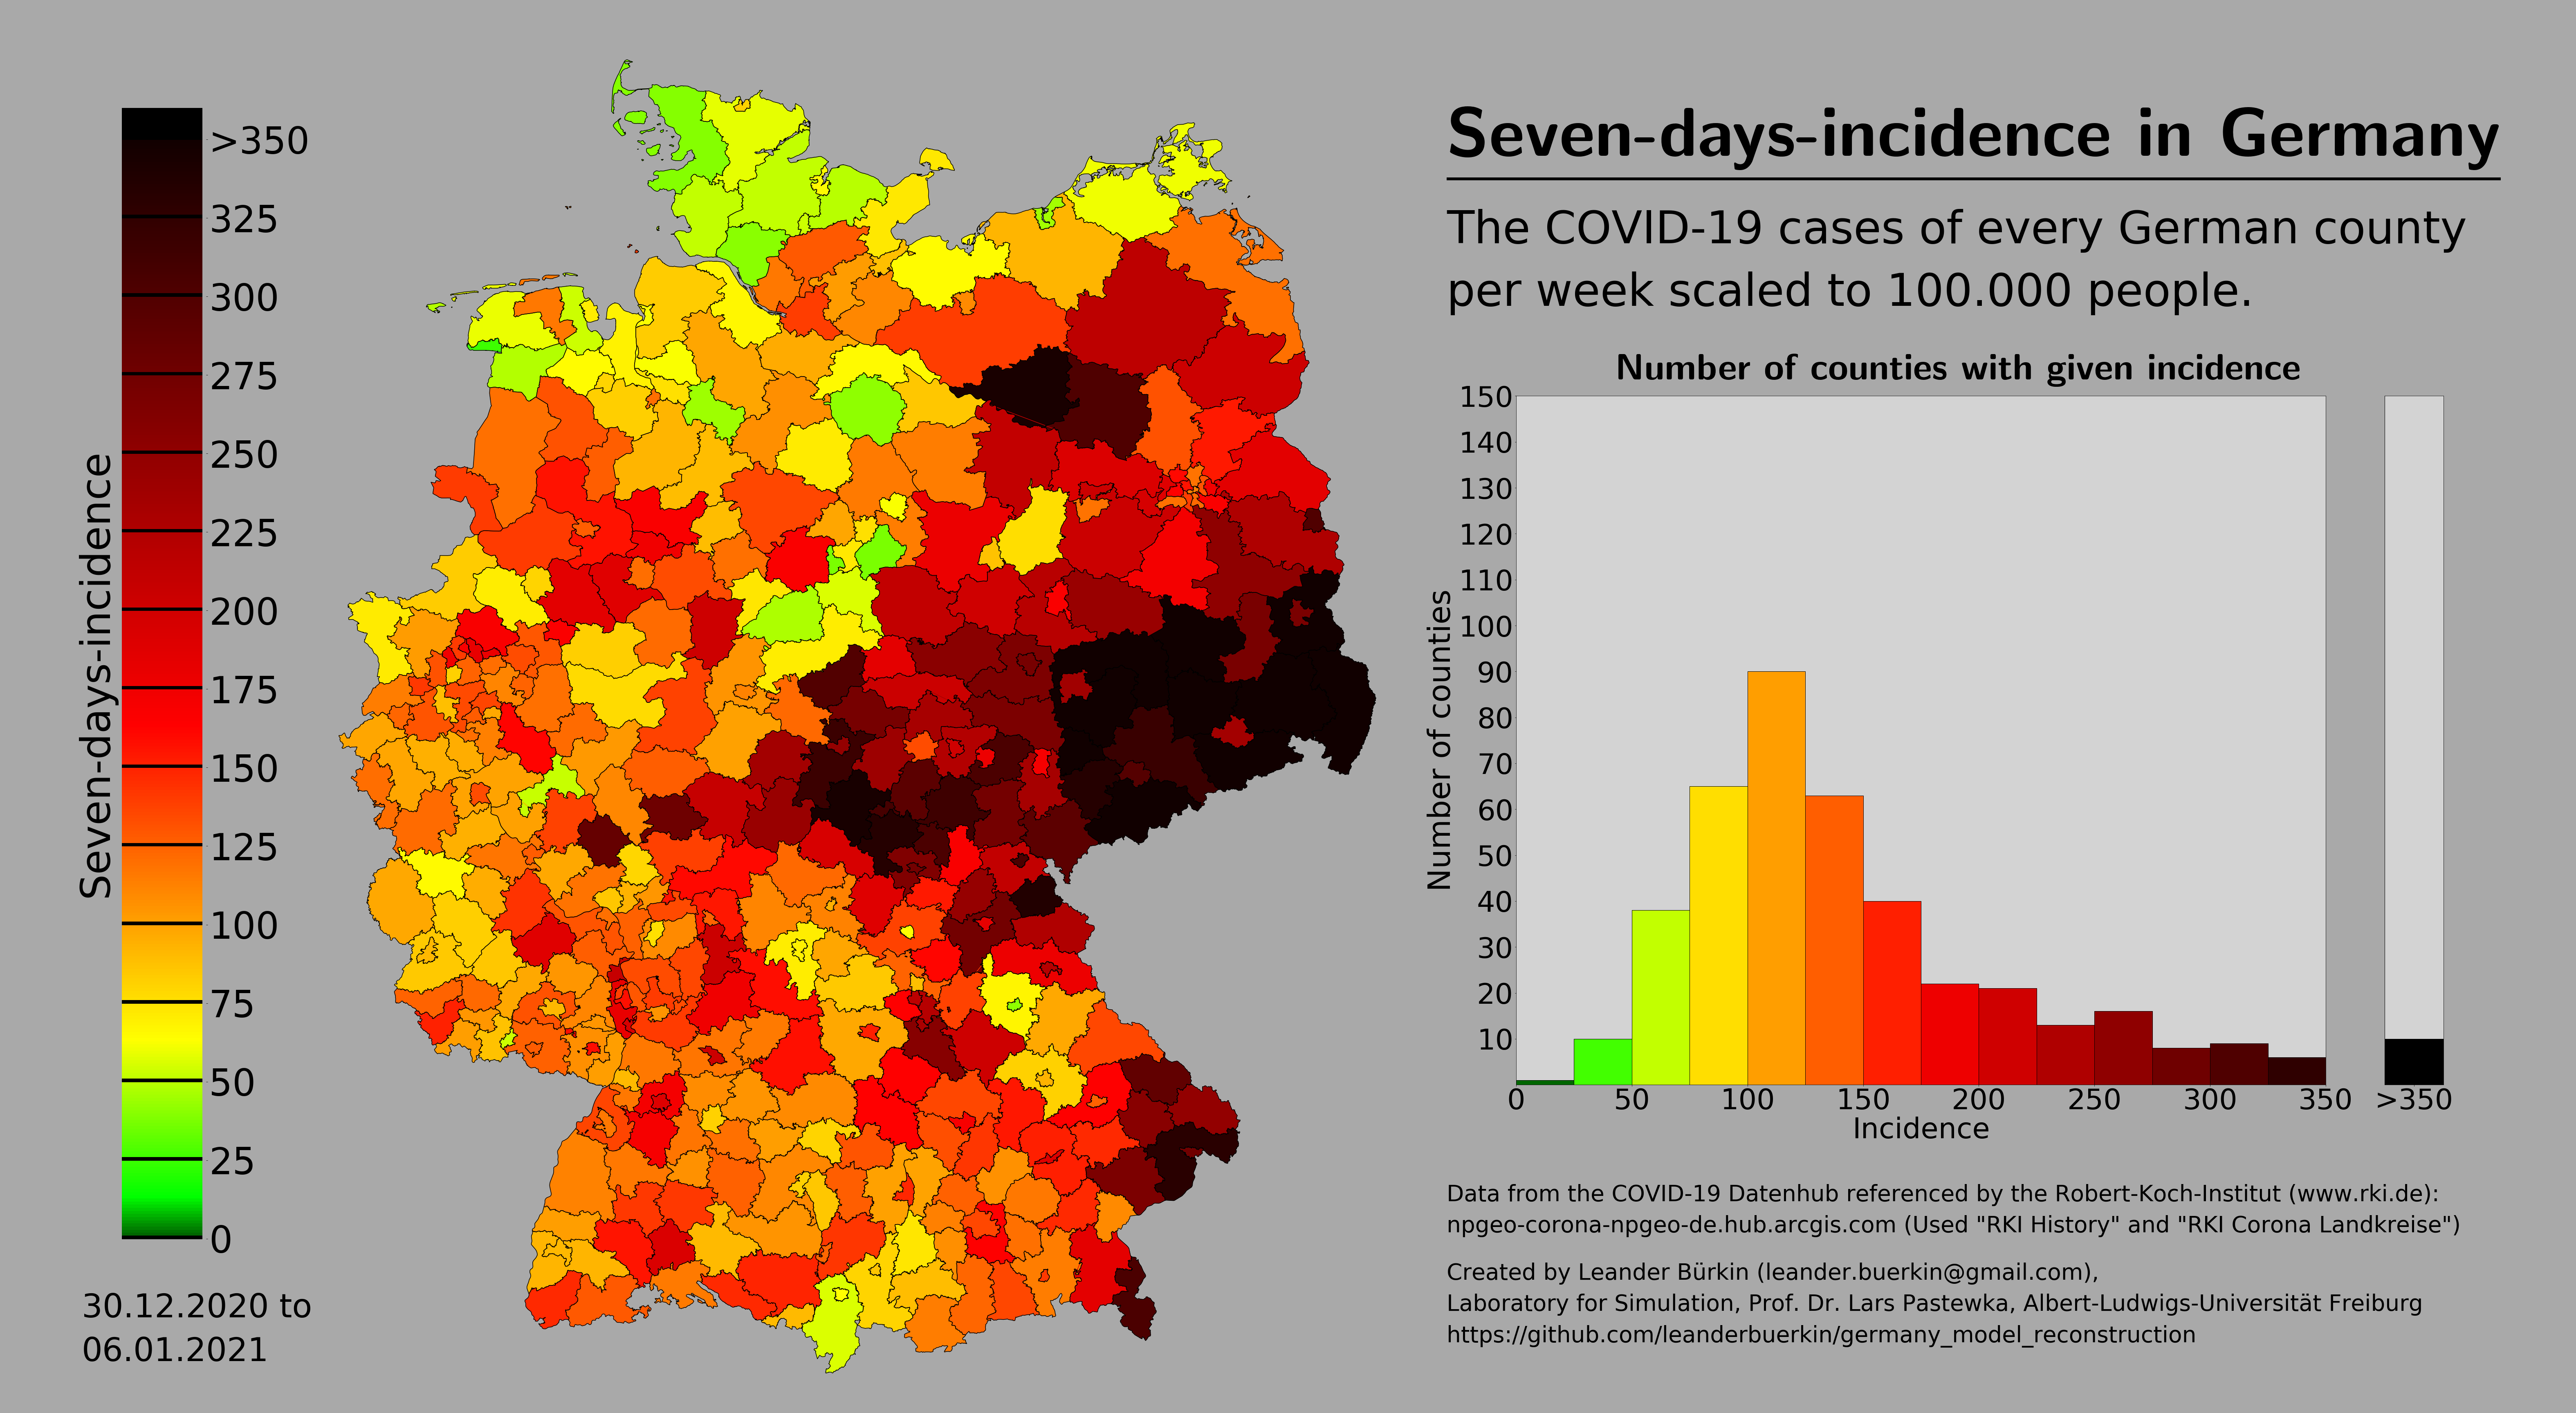 >350
325
300
275
250
225
200
175
150
125
100
75
50
25
0
Seven-days-incidence
30.12.2020 to
06.01.2021
Seven-days-incidence in Germany
The COVID-19 cases of every German county
per week scaled to 100.000 people.
Number of counties with given incidence
150
140
130
120
110
100
90
80
70
60
50
40
30
20
10
Number of counties
0 50 100 150 200 250 300 350 >350
Incidence
Data from the COVID-19 Datenhub referenced by the Robert-Koch-Institut (www.rki.de):
npgeo-corona-npgeo-de.hub.arcgis.com (Used "RKI History" and "RKI Corona Landkreise")
Created by Leander Bürkin (leander.buerkin@gmail.com),
Laboratory for Simulation, Prof. Dr. Lars Pastewka, Albert-Ludwigs-Universität Freiburg
https://github.com/leanderbuerkin/germany_model_reconstruction